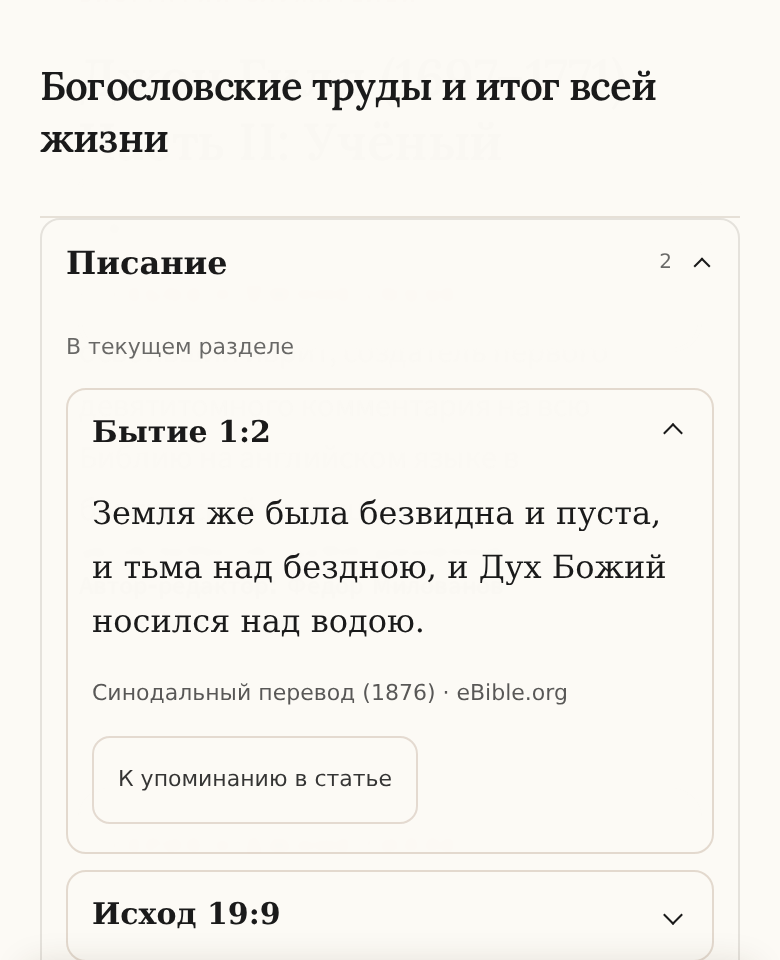 Богословские труды и итог всей
жизни
Писание 2
В текущем разделе
Бытие 1:2
Земля же была безвидна и пуста,
и тьма над бездною, и Дух Божий
носился над водою.
Синодальный перевод (1876) · eBible.org
К упоминанию в статье
Исход 19:9